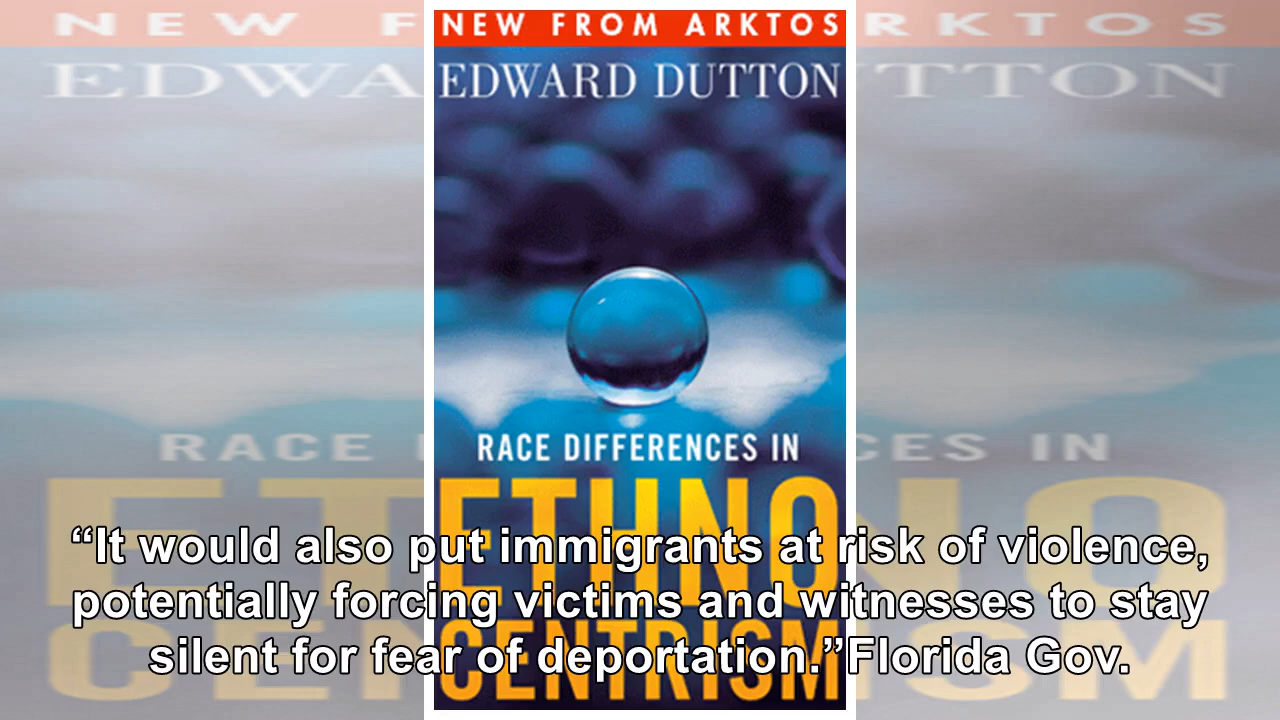 NEW FROM ARKTOS
EDWARD DUTTON
RACE DIFFERENCES IN
ETHNO
CENTRISM
“It would also put immigrants at risk of violence,
potentially forcing victims and witnesses to stay
silent for fear of deportation.”Florida Gov.